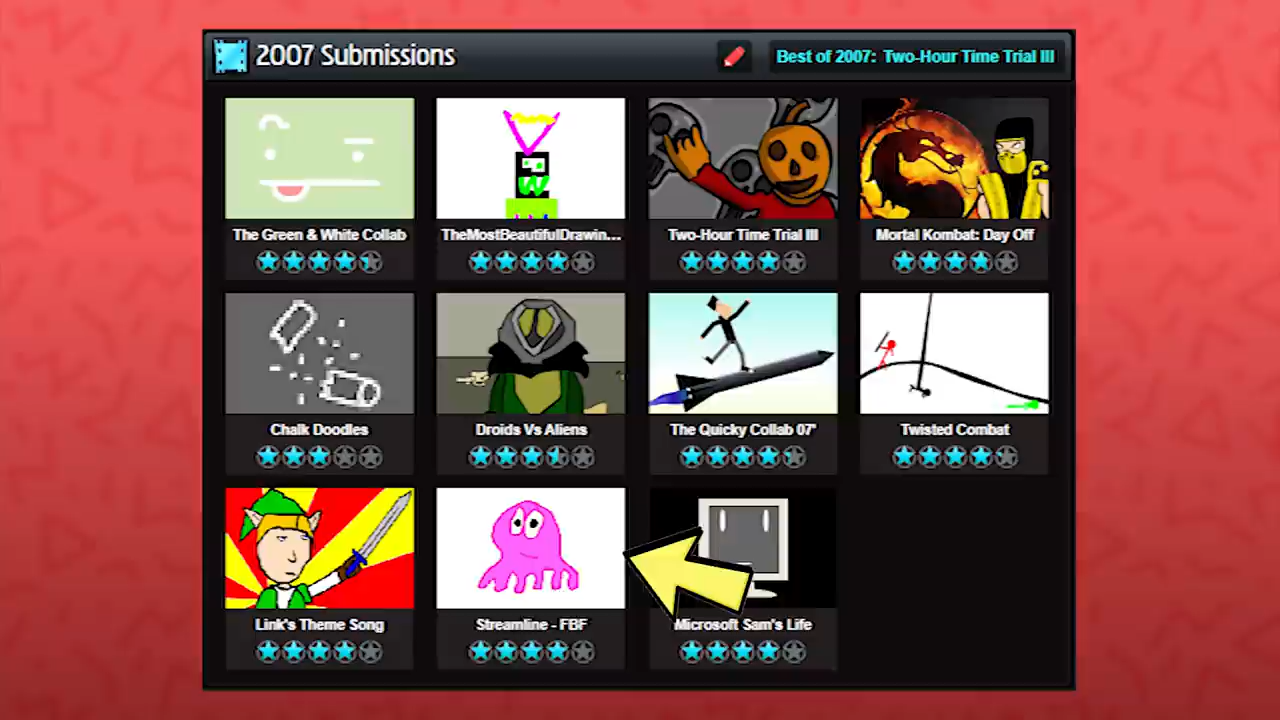 2007 Submissions
Best of 2007: Two-Hour Time Trial III
The Green & White Collab
TheMostBeautifulDrawin...
Two-Hour Time Trial III
Mortal Kombat: Day Off
Chalk Doodles
Droids Vs Aliens
The Quicky Collab 07'
Twisted Combat
Link's Theme Song
Streamline - FBF
Microsoft Sam's Life